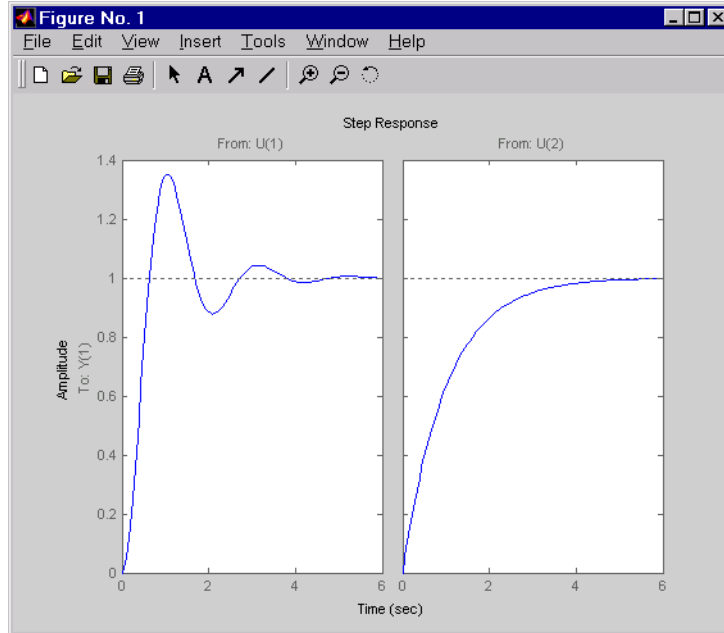 Figure No. 1
File Edit View Insert Tools Window Help
A
Step Response
From: U(1)
From: U(2)
Amplitude
To: Y(1)
1.4
1.2
1
0.8
0.6
0.4
0.2
0
0 2 4 6
0 2 4 6
Time (sec)